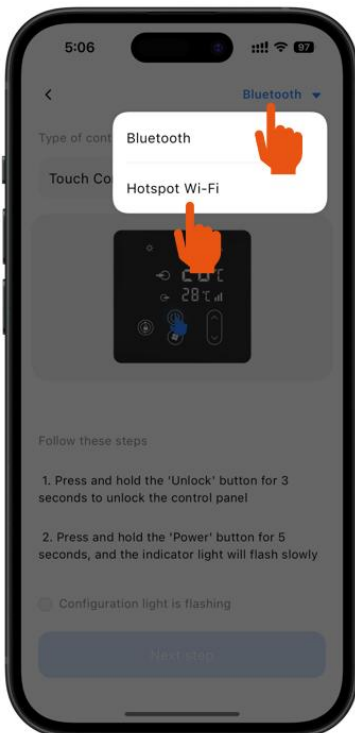 5:06
97
Bluetooth
Type of cont
Bluetooth
Touch Co
Hotspot Wi-Fi
28℃
Follow these steps
1. Press and hold the 'Unlock' button for 3
seconds to unlock the control panel
2. Press and hold the 'Power' button for 5
seconds, and the indicator light will flash slowly
Configuration light is flashing
Next step